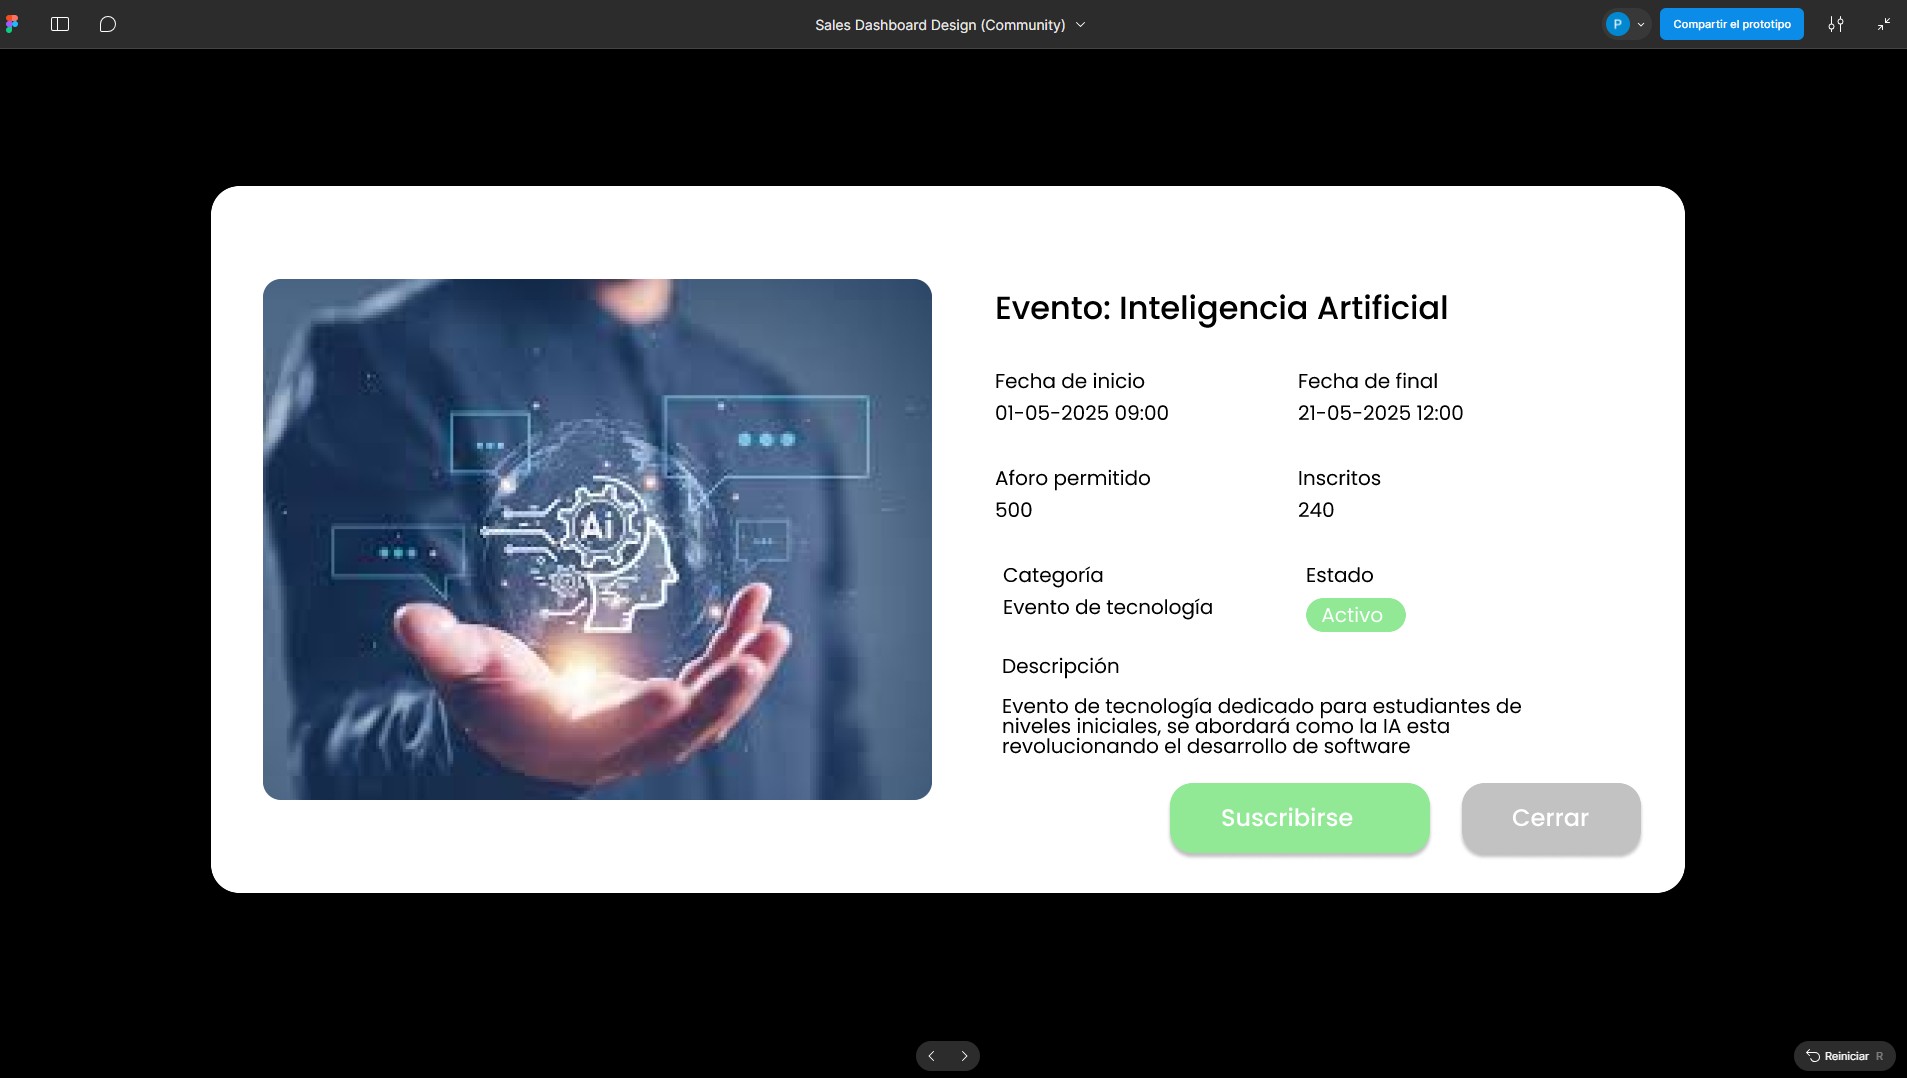 Sales Dashboard Design (Community)
P
Compartir el prototipo
Evento: Inteligencia Artificial
Fecha de inicio
Fecha de final
01-05-2025 09:00
21-05-2025 12:00
Aforo permitido
Inscritos
500
240
Categoría
Estado
Evento de tecnología
Activo
Descripción
Evento de tecnología dedicado para estudiantes de
niveles iniciales, se abordará como la IA esta
revolucionando el desarrollo de software
Suscribirse
Cerrar
Ai
Reiniciar R